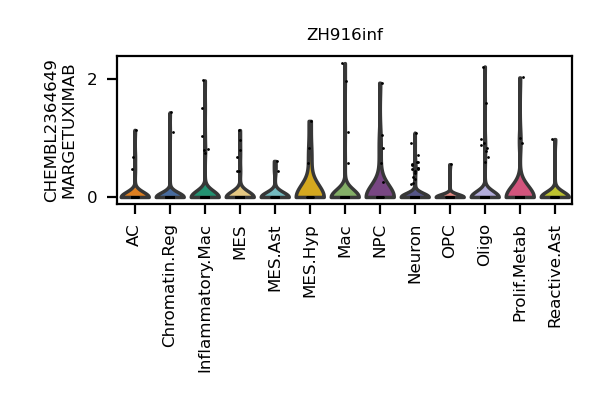 ZH916inf
CHEMBL2364649
MARGETUXIMAB
2
0
AC
Chromatin.Reg
Inflammatory.Mac
MES
MES.Ast
MES.Hyp
Mac
NPC
Neuron
OPC
Oligo
Prolif.Metab
Reactive.Ast